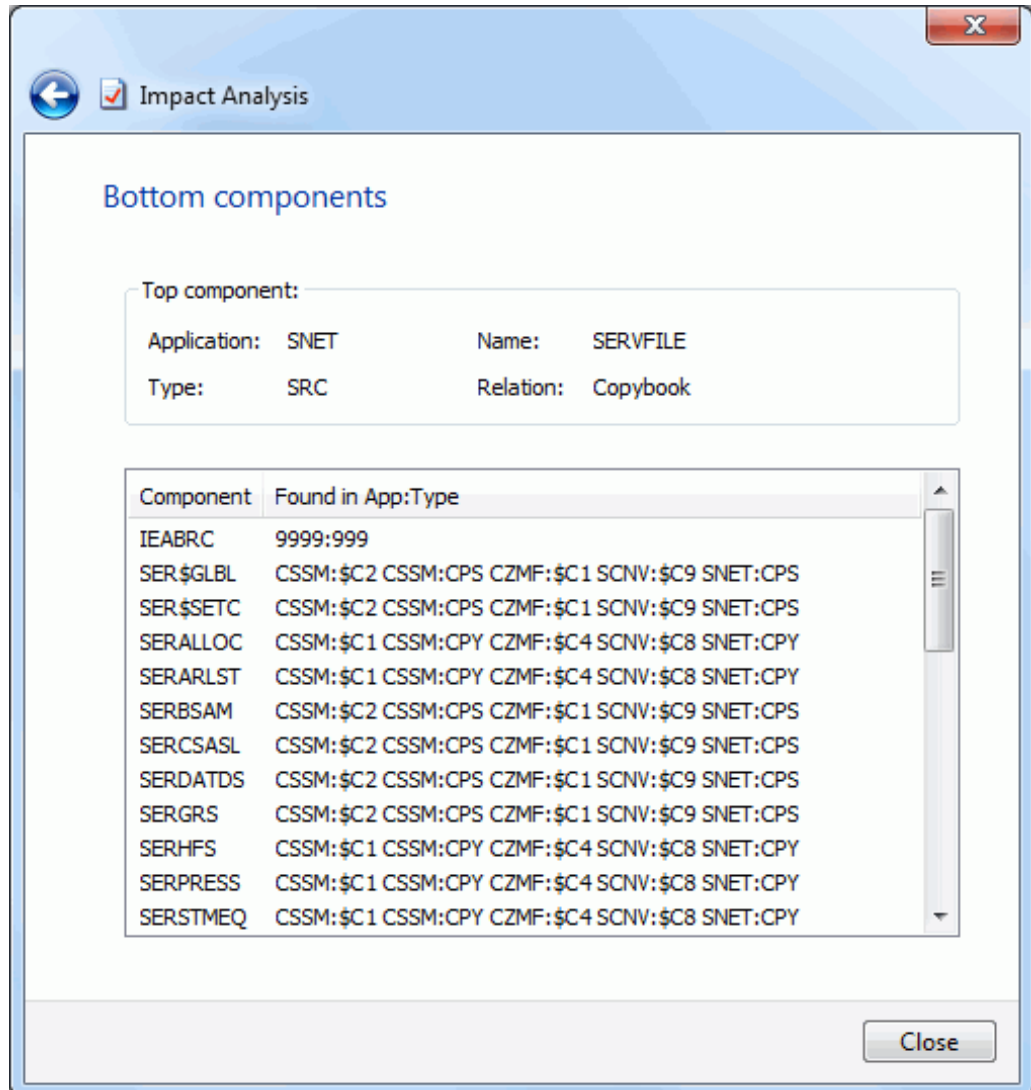 Impact Analysis
Bottom components
Top component:
Application: SNET Name: SERVFILE
Type: SRC Relation: Copybook
Component Found in App:Type
IEABRC 9999:999
SER$GLBL CSSM:$C2 CSSM:CPS CZMF:$C1 SCNV:$C9 SNET:CPS
SER$SETC CSSM:$C2 CSSM:CPS CZMF:$C1 SCNV:$C9 SNET:CPS
SERALLOC CSSM:$C1 CSSM:CPY CZMF:$C4 SCNV:$C8 SNET:CPY
SERARLST CSSM:$C1 CSSM:CPY CZMF:$C4 SCNV:$C8 SNET:CPY
SERBSAM CSSM:$C2 CSSM:CPS CZMF:$C1 SCNV:$C9 SNET:CPS
SERCSASL CSSM:$C2 CSSM:CPS CZMF:$C1 SCNV:$C9 SNET:CPS
SERDATDS CSSM:$C2 CSSM:CPS CZMF:$C1 SCNV:$C9 SNET:CPS
SERGRS CSSM:$C2 CSSM:CPS CZMF:$C1 SCNV:$C9 SNET:CPS
SERHFS CSSM:$C1 CSSM:CPY CZMF:$C4 SCNV:$C8 SNET:CPY
SERPRESS CSSM:$C1 CSSM:CPY CZMF:$C4 SCNV:$C8 SNET:CPY
SERSTMEQ CSSM:$C1 CSSM:CPY CZMF:$C4 SCNV:$C8 SNET:CPY
Close